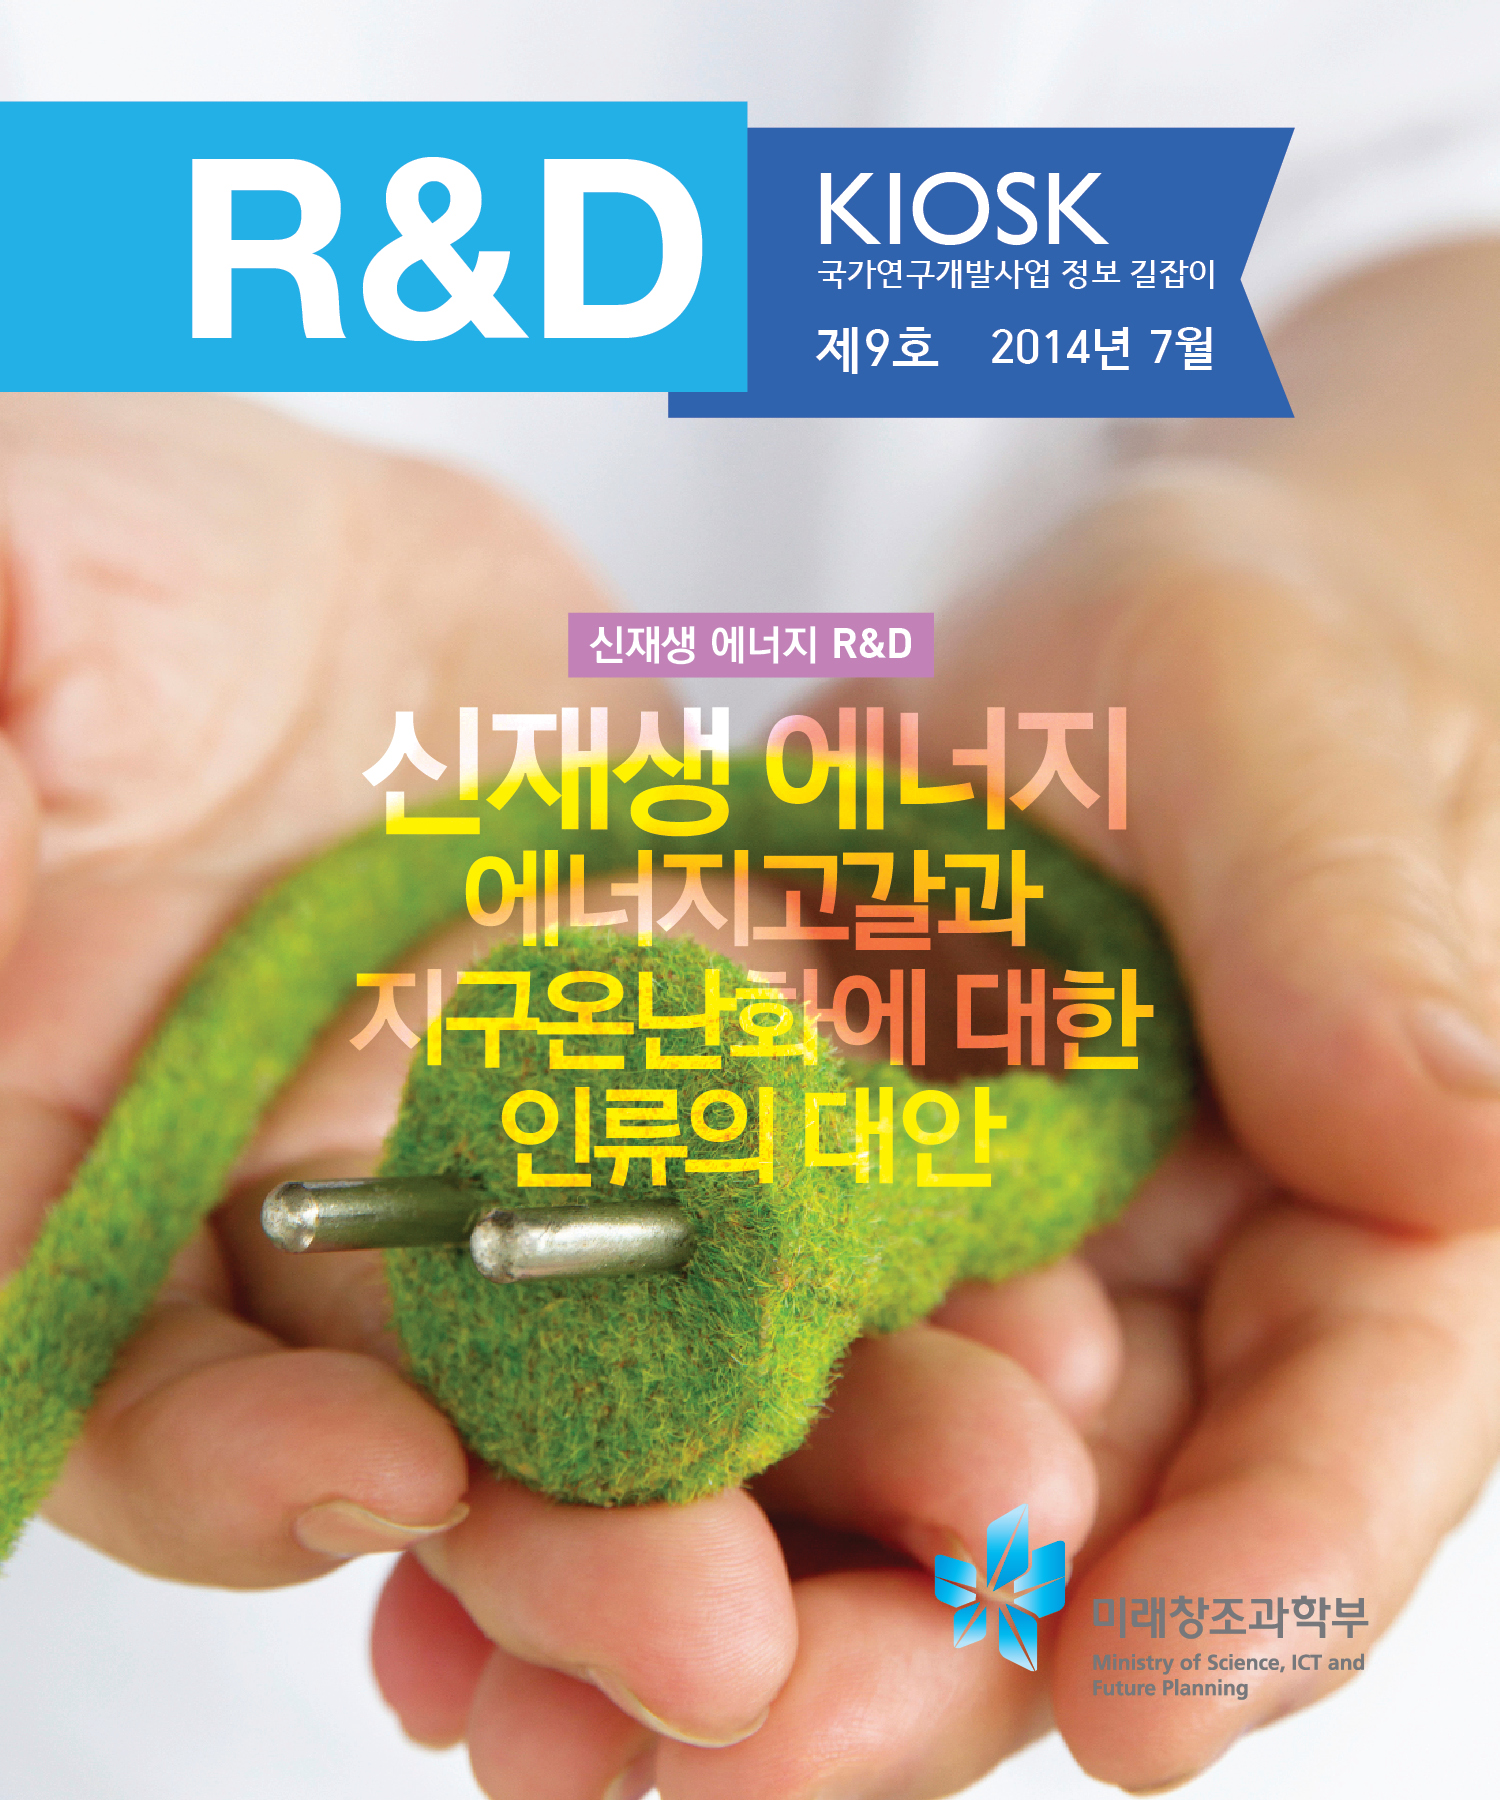 R&D
KIOSK
국가연구개발사업 정보 길잡이
제9호 2014년 7월
신재생 에너지 R&D
신재생 에너지
에너지고갈과
지구온난화에 대한
인류의 대안
미래창조과학부
Ministry of Science, ICT and
Future Planning